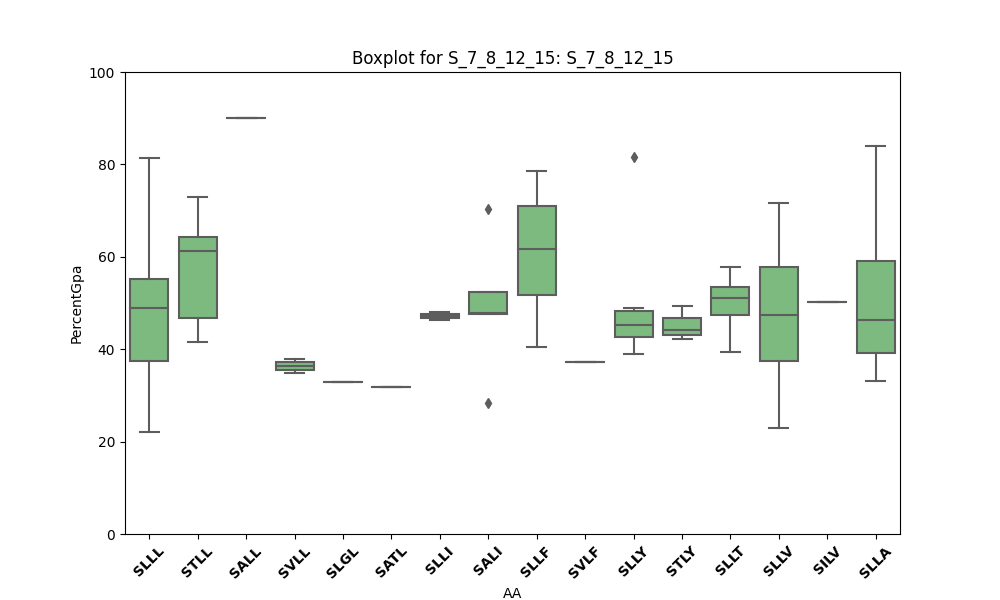 Boxplot for S_7_8_12_15: S_7_8_12_15
100
80
60
40
20
0
PercentGpa
SLLL STLL SALL SVLL SLGL SATL SLLI SALI SLLF SVLF SLLY STLY SLLT SLLV SILV SLLA
AA